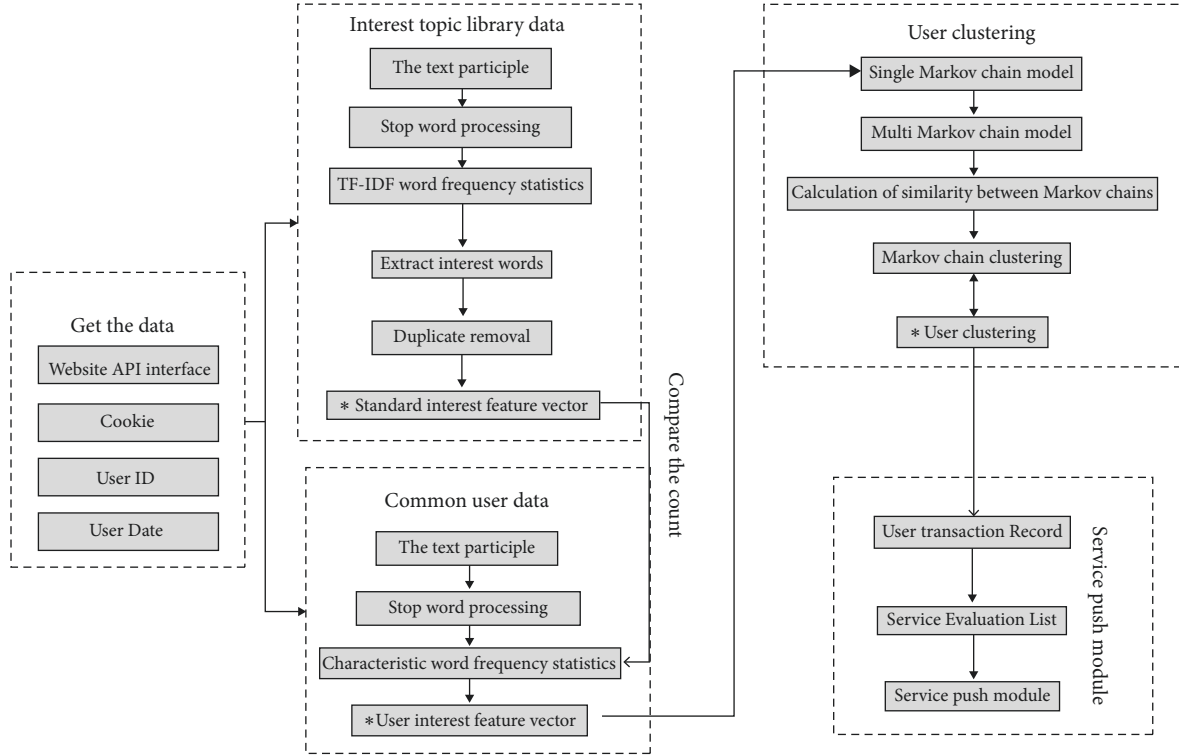 Get the data
Website API interface
Cookie
User ID
User Date
Interest topic library data
The text participle
Stop word processing
TF-IDF word frequency statistics
Extract interest words
Duplicate removal
* Standard interest feature vector
Compare the count
Common user data
The text participle
Stop word processing
Characteristic word frequency statistics
*User interest feature vector
User clustering
Single Markov chain model
Multi Markov chain model
Calculation of similarity between Markov chains
Markov chain clustering
* User clustering
User transaction Record
Service Evaluation List
Service push module
Service push module